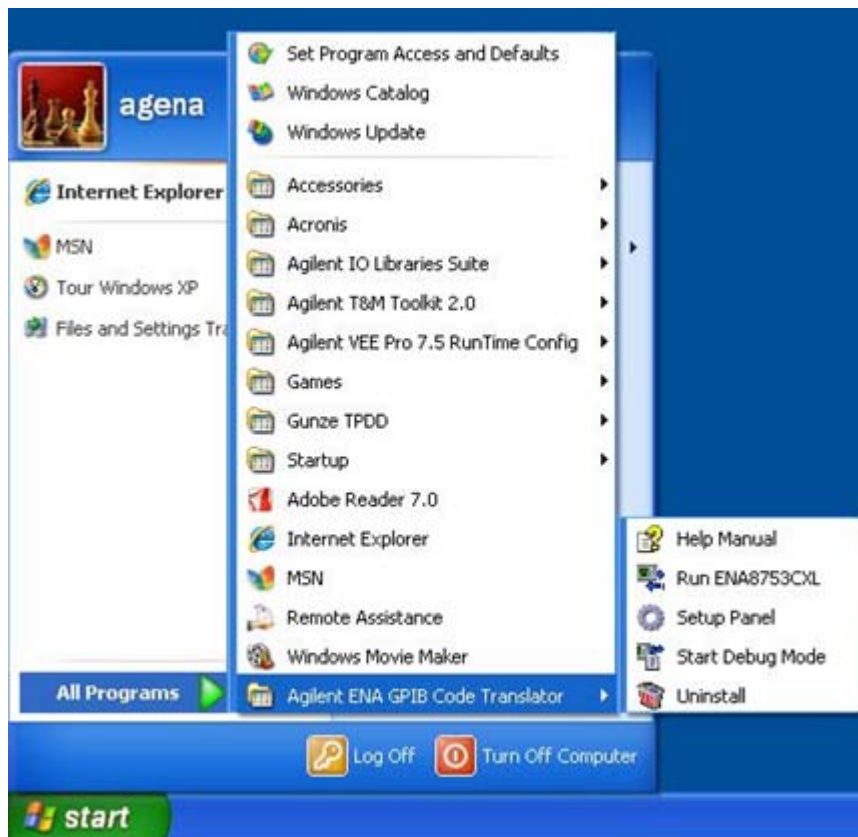 agena
Internet Explorer
MSN
Tour Windows XP
Files and Settings Tra
All Programs
Set Program Access and Defaults
Windows Catalog
Windows Update
Accessories
Acronis
Agilent IO Libraries Suite
Agilent T&M Toolkit 2.0
Agilent VEE Pro 7.5 RunTime Config
Games
Gunze TPDD
Startup
Adobe Reader 7.0
Internet Explorer
MSN
Remote Assistance
Windows Movie Maker
Agilent ENA GPIB Code Translator
Help Manual
Run ENA8753CXL
Setup Panel
Start Debug Mode
Uninstall
Log Off
Turn Off Computer
start